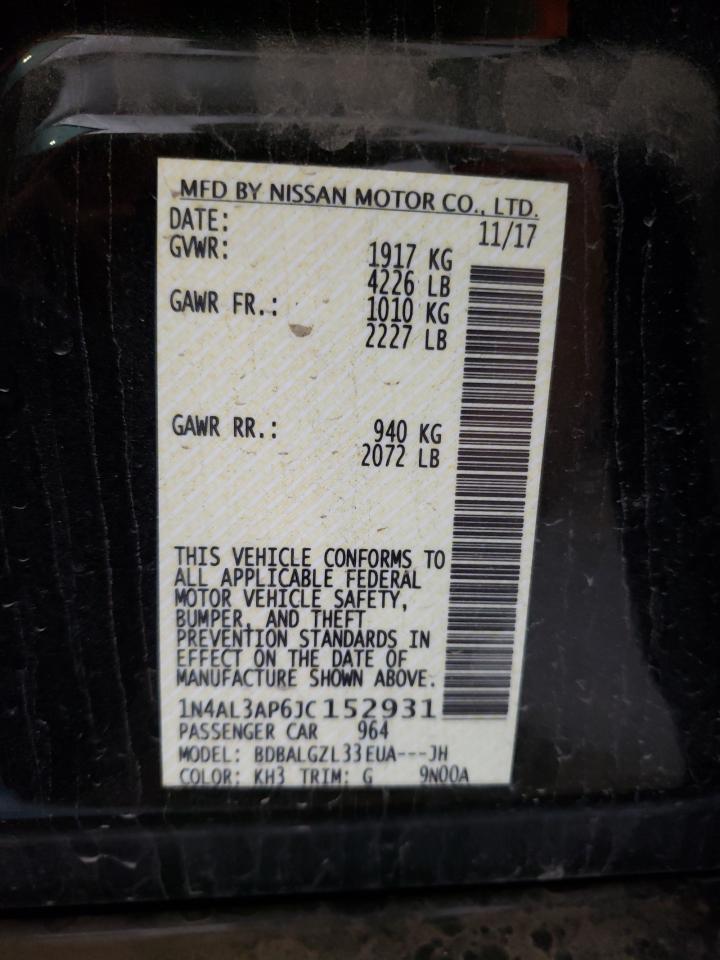 MFD BY NISSAN MOTOR CO., LTD.
DATE: 11/17
GVWR: 1917 KG
4226 LB
GAWR FR.: 1010 KG
2227 LB
GAWR RR.: 940 KG
2072 LB
THIS VEHICLE CONFORMS TO
ALL APPLICABLE FEDERAL
MOTOR VEHICLE SAFETY,
BUMPER, AND THEFT
PREVENTION STANDARDS IN
EFFECT ON THE DATE OF
MANUFACTURE SHOWN ABOVE.
1N4AL3AP6JC152931
PASSENGER CAR 964
MODEL: BDBALGZL33EUA---JH
COLOR: KH3 TRIM: G 9N00A